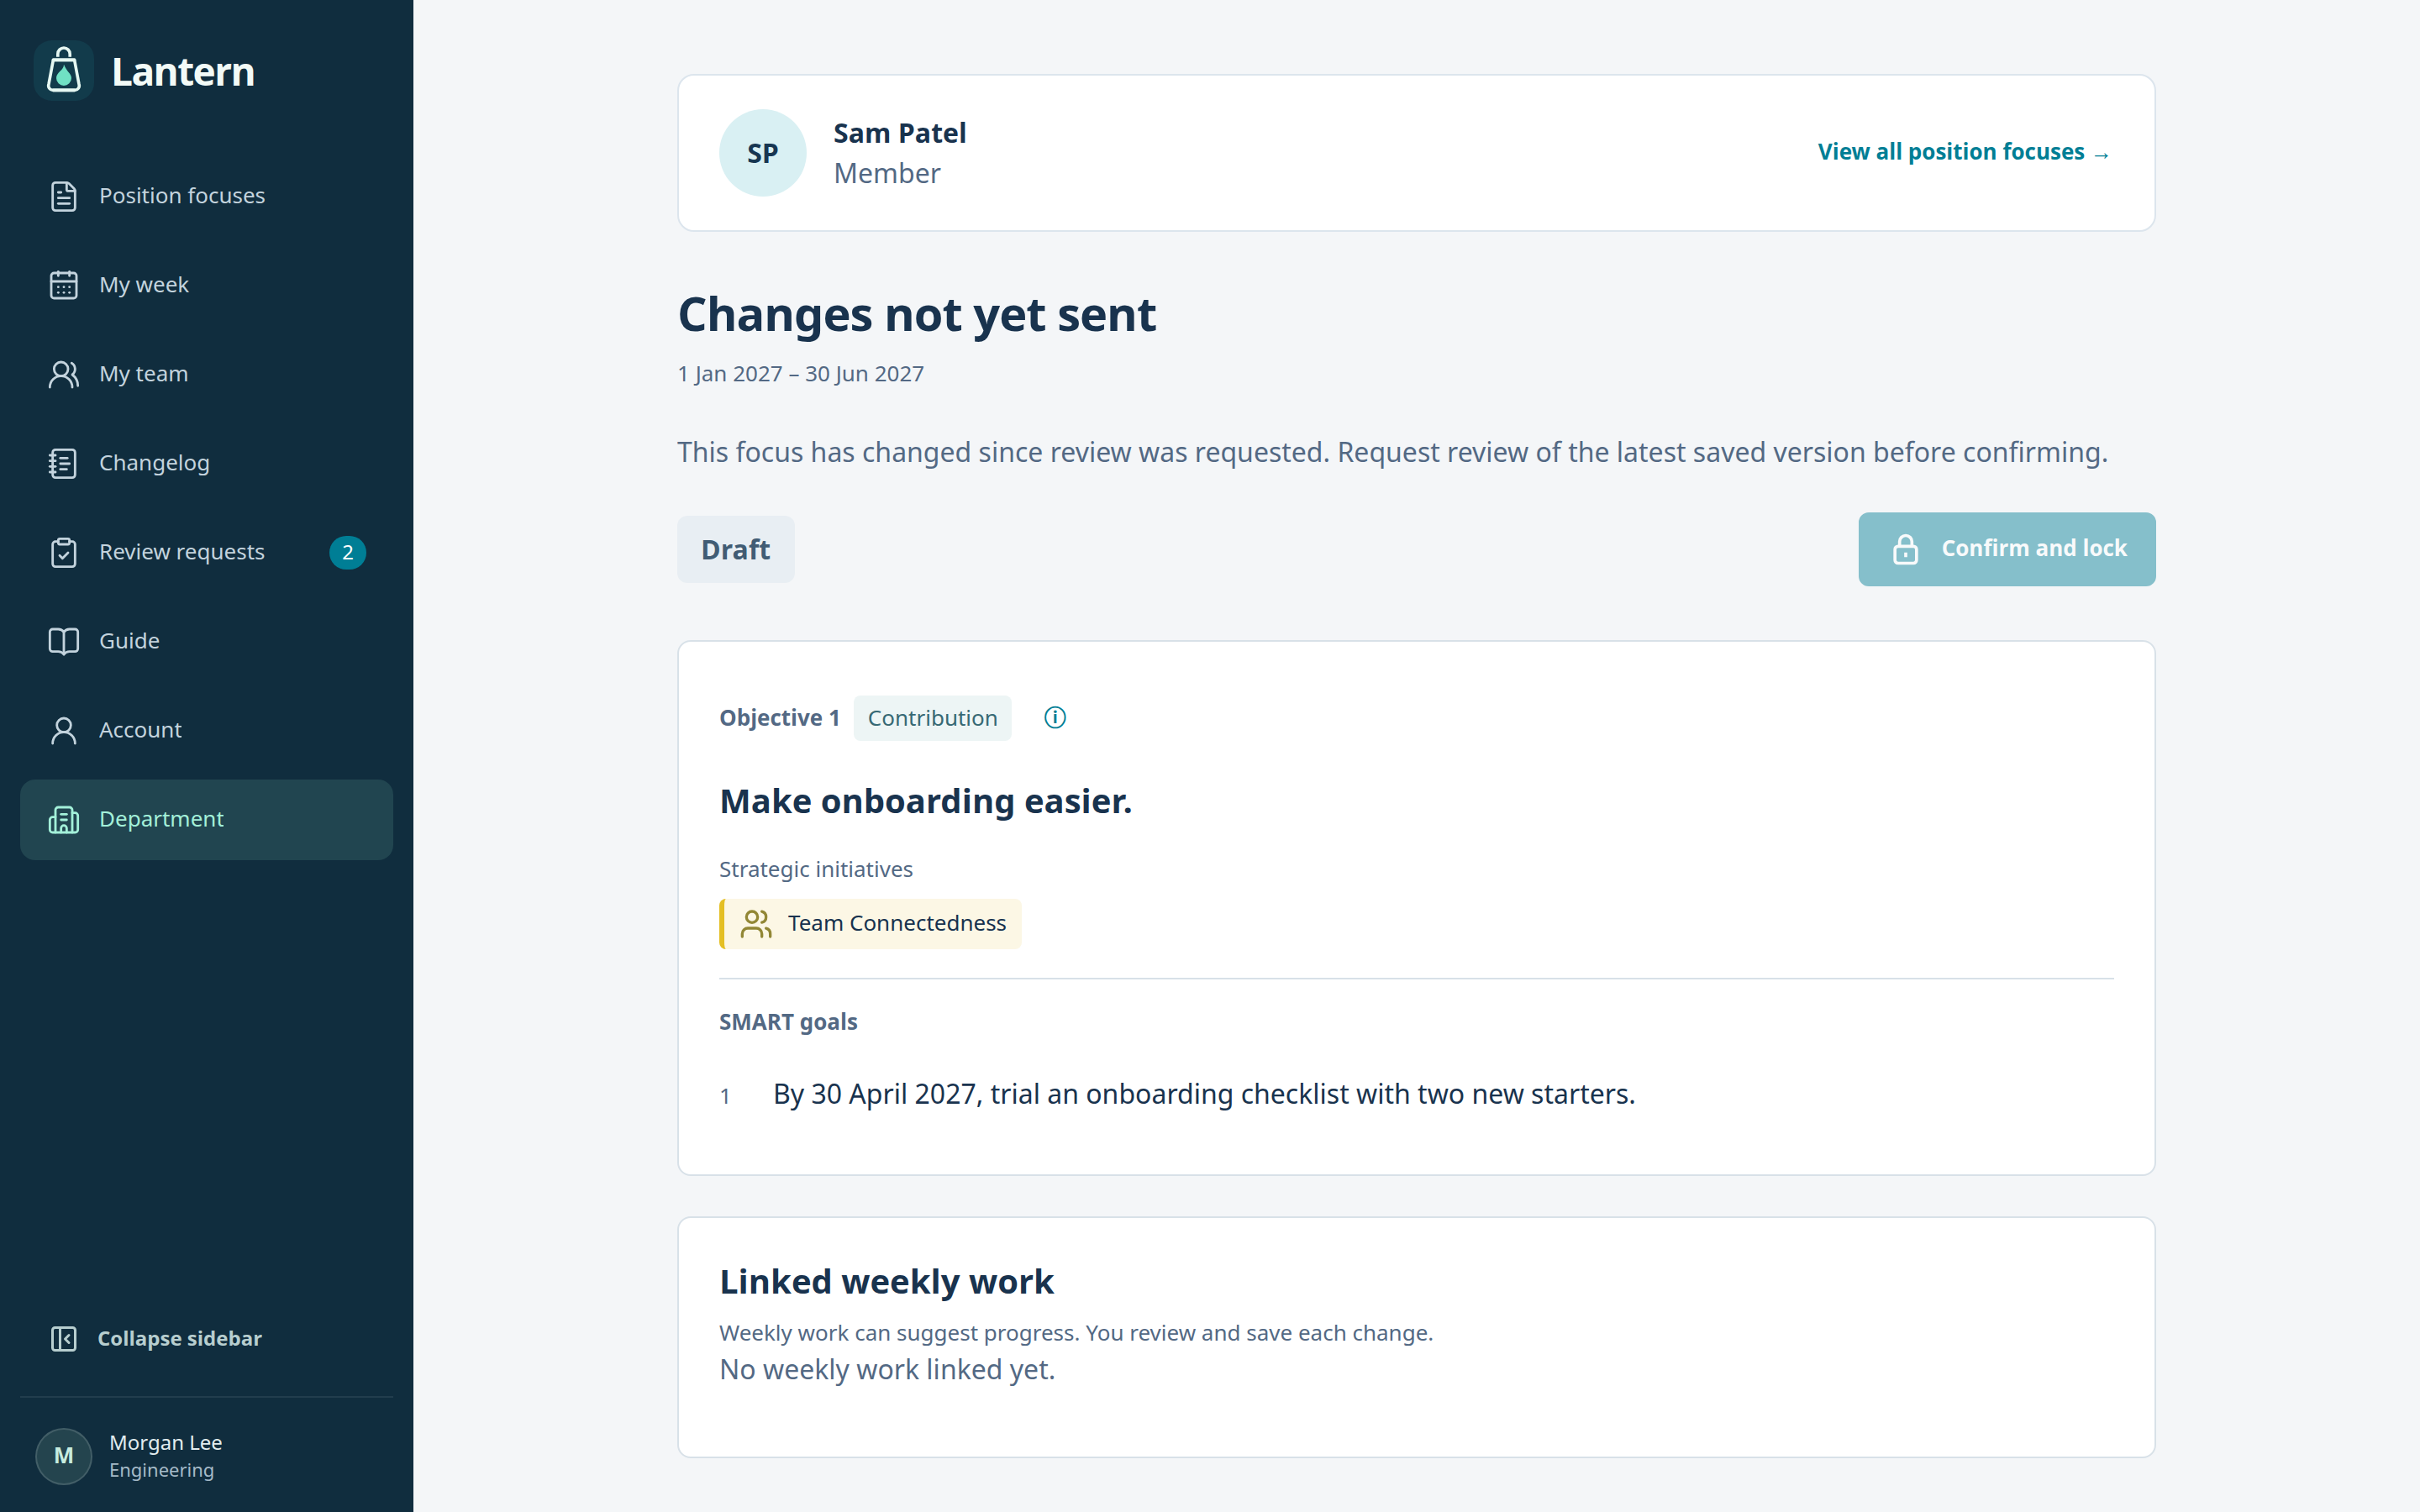 Lantern
Position focuses
My week
My team
Changelog
Review requests 2
Guide
Account
Department
Collapse sidebar
M
Morgan Lee
Engineering
SP
Sam Patel
Member
View all position focuses →
Changes not yet sent
1 Jan 2027 – 30 Jun 2027
This focus has changed since review was requested. Request review of the latest saved version before confirming.
Draft
Confirm and lock
Objective 1 Contribution
Make onboarding easier.
Strategic initiatives
Team Connectedness
SMART goals
1 By 30 April 2027, trial an onboarding checklist with two new starters.
Linked weekly work
Weekly work can suggest progress. You review and save each change.
No weekly work linked yet.